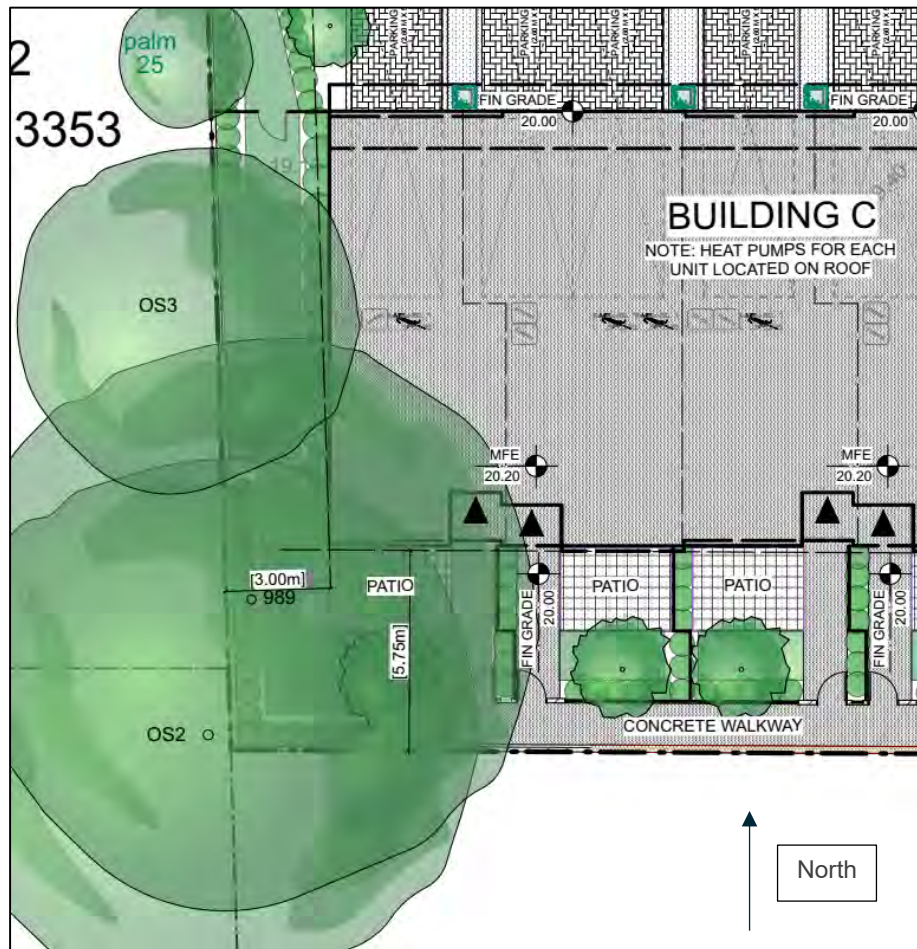 2
palm
25
3353
PARKING
PARKING
PARKING
PARKING
FIN GRADE
20.00
FIN GRADE
20.00
BUILDING C
NOTE: HEAT PUMPS FOR EACH
UNIT LOCATED ON ROOF
OS3
MFE
20.20
MFE
20.20
[3.00m]
989
PATIO
[5.75m]
FIN GRADE
20.00
PATIO
PATIO
FIN GRADE
20.00
OS2
CONCRETE WALKWAY
North